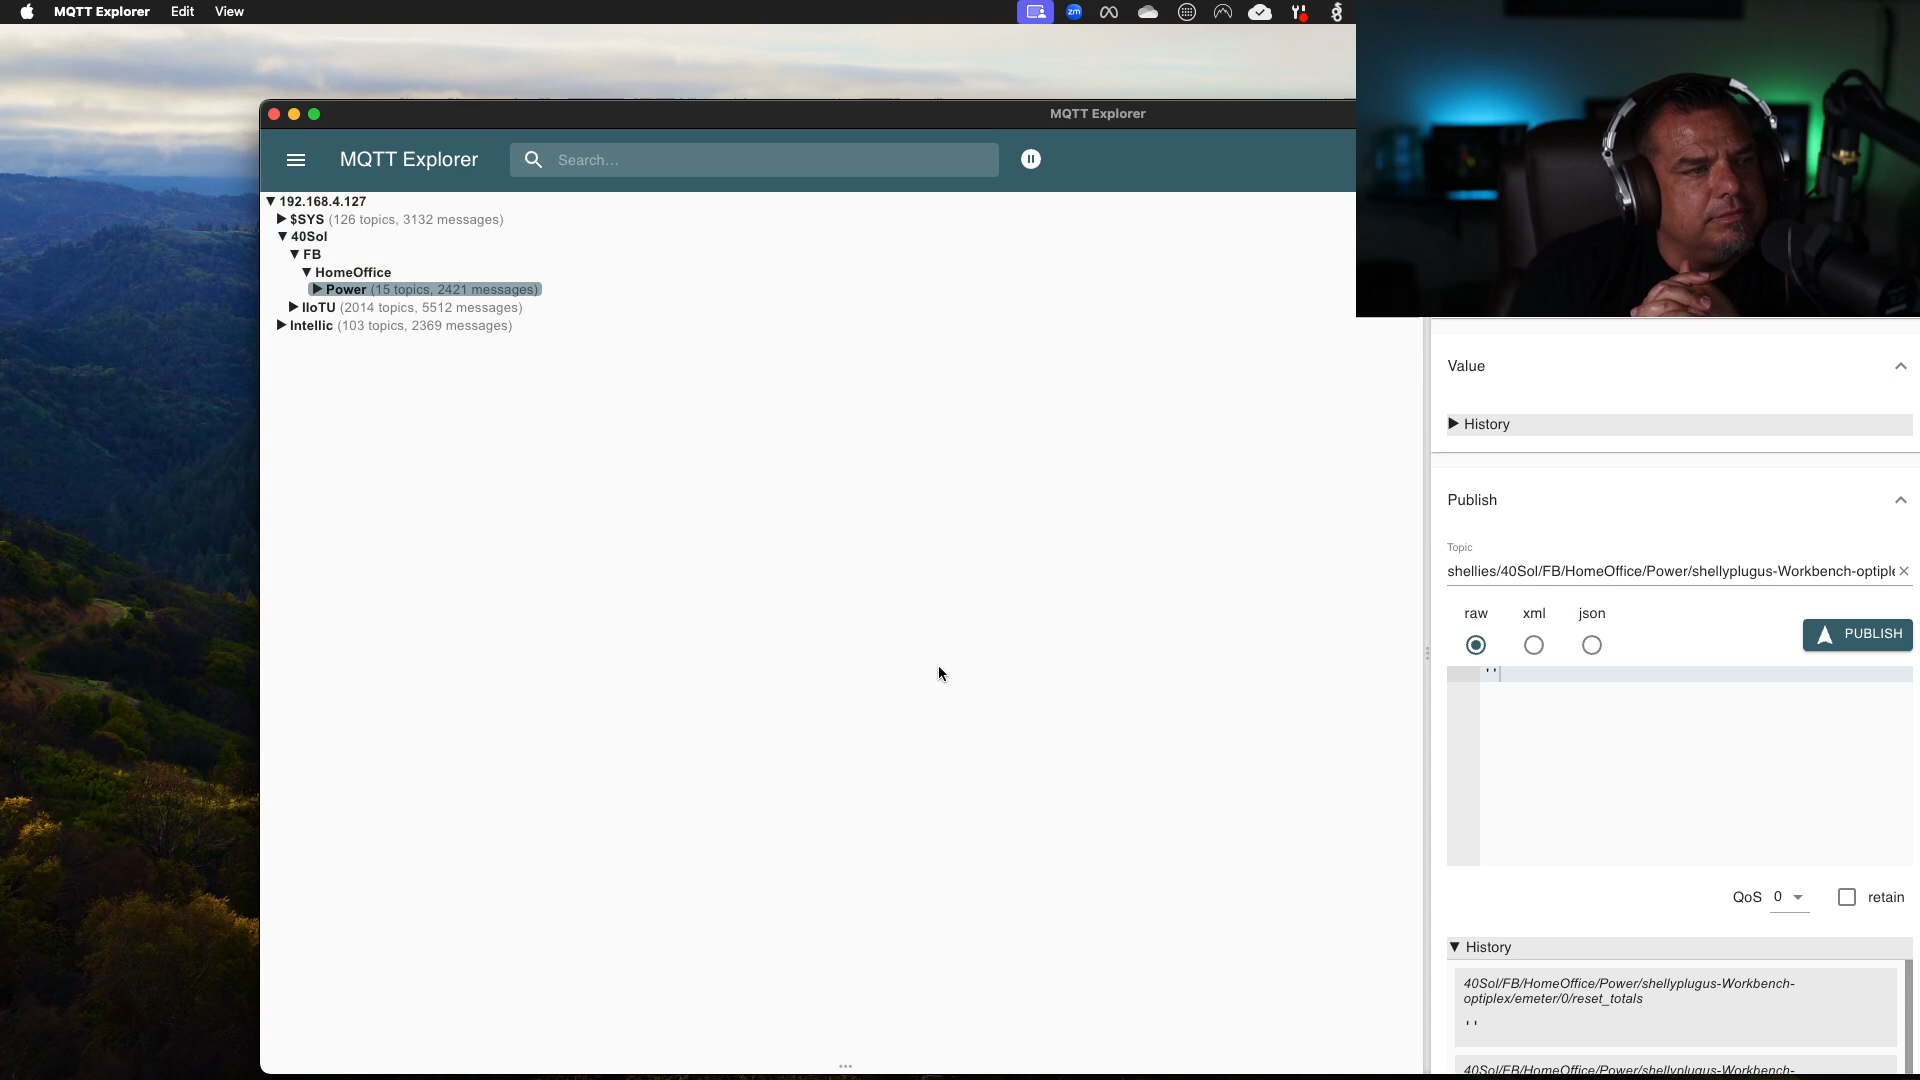 MQTT Explorer Edit View
zm
MQTT Explorer
MQTT Explorer
Search...
▼ 192.168.4.127
▶ $SYS (126 topics, 3132 messages)
▼ 40Sol
▼ FB
▼ HomeOffice
▶ Power (15 topics, 2421 messages)
▶ IIoTU (2014 topics, 5512 messages)
▶ Intellic (103 topics, 2369 messages)
Value
▶ History
Publish
Topic
shellies/40Sol/FB/HomeOffice/Power/shellyplugus-Workbench-optiple
raw xml json
PUBLISH
''
QoS 0 retain
▼ History
40Sol/FB/HomeOffice/Power/shellyplugus-Workbench-
optiplex/emeter/0/reset_totals
''
40Sol/FB/HomeOffice/Power/shellyplugus-Workbench-